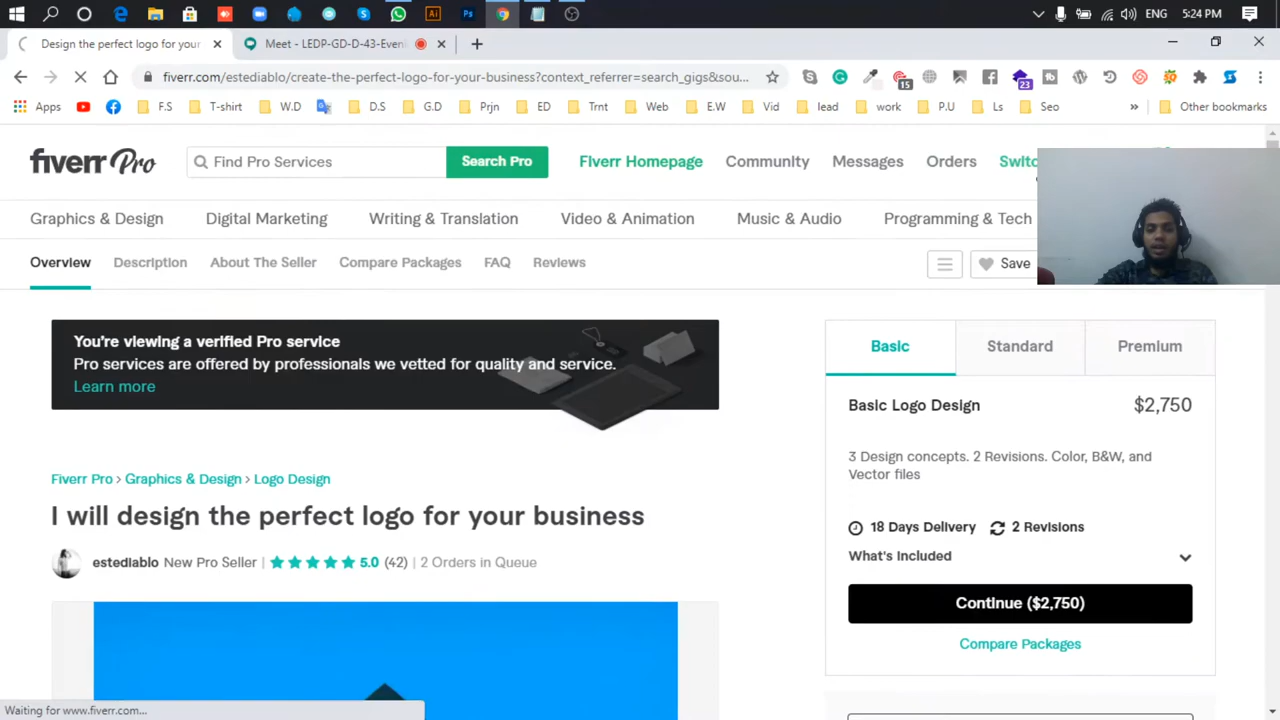 ENG 5:24 PM
Design the perfect logo for your
Meet - LEDP-GD-D-43-Even
fiverr.com/estediablo/create-the-perfect-logo-for-your-business?context_referrer=search_gigs&sou...
15
23
Apps F.S T-shirt W.D D.S G.D Prjn ED Trnt Web E.W Vid lead work P.U Ls Seo » Other bookmarks
fiverr Pro
Find Pro Services
Search Pro
Fiverr Homepage Community Messages Orders
Graphics & Design Digital Marketing Writing & Translation Video & Animation Music & Audio Programming & Tech
Overview Description About The Seller Compare Packages FAQ Reviews
Save
You're viewing a verified Pro service
Pro services are offered by professionals we vetted for quality and service.
Learn more
Basic Standard Premium
Basic Logo Design $2,750
3 Design concepts. 2 Revisions. Color, B&W, and
Vector files
18 Days Delivery 2 Revisions
What's Included
Continue ($2,750)
Compare Packages
Fiverr Pro › Graphics & Design › Logo Design
I will design the perfect logo for your business
estediablo New Pro Seller | 5.0 (42) | 2 Orders in Queue
Waiting for www.fiverr.com...